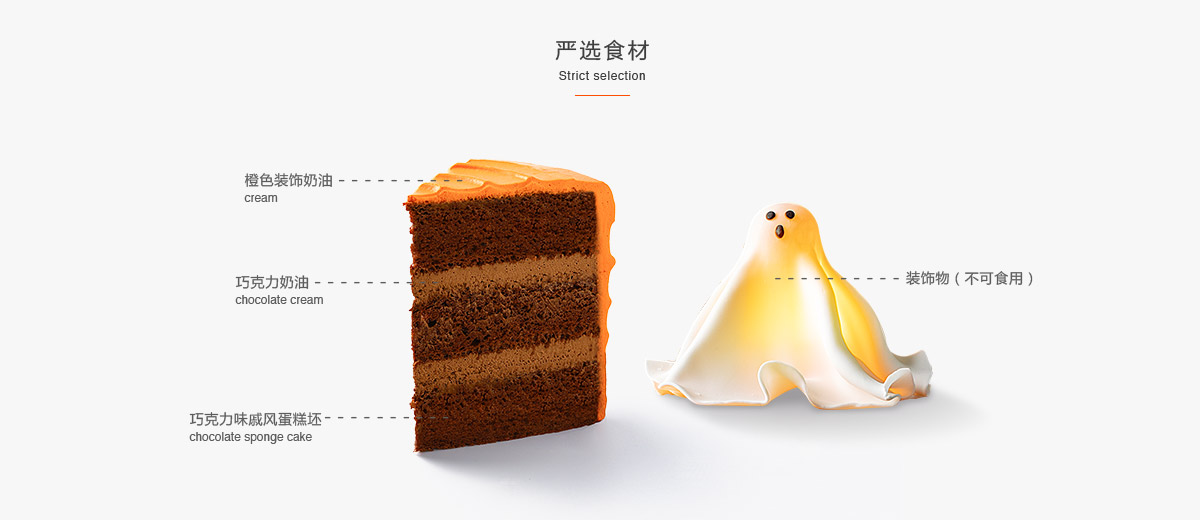 严选食材
Strict selection
橙色装饰奶油
cream
巧克力奶油
chocolate cream
装饰物（不可食用）
巧克力味戚风蛋糕坯
chocolate sponge cake